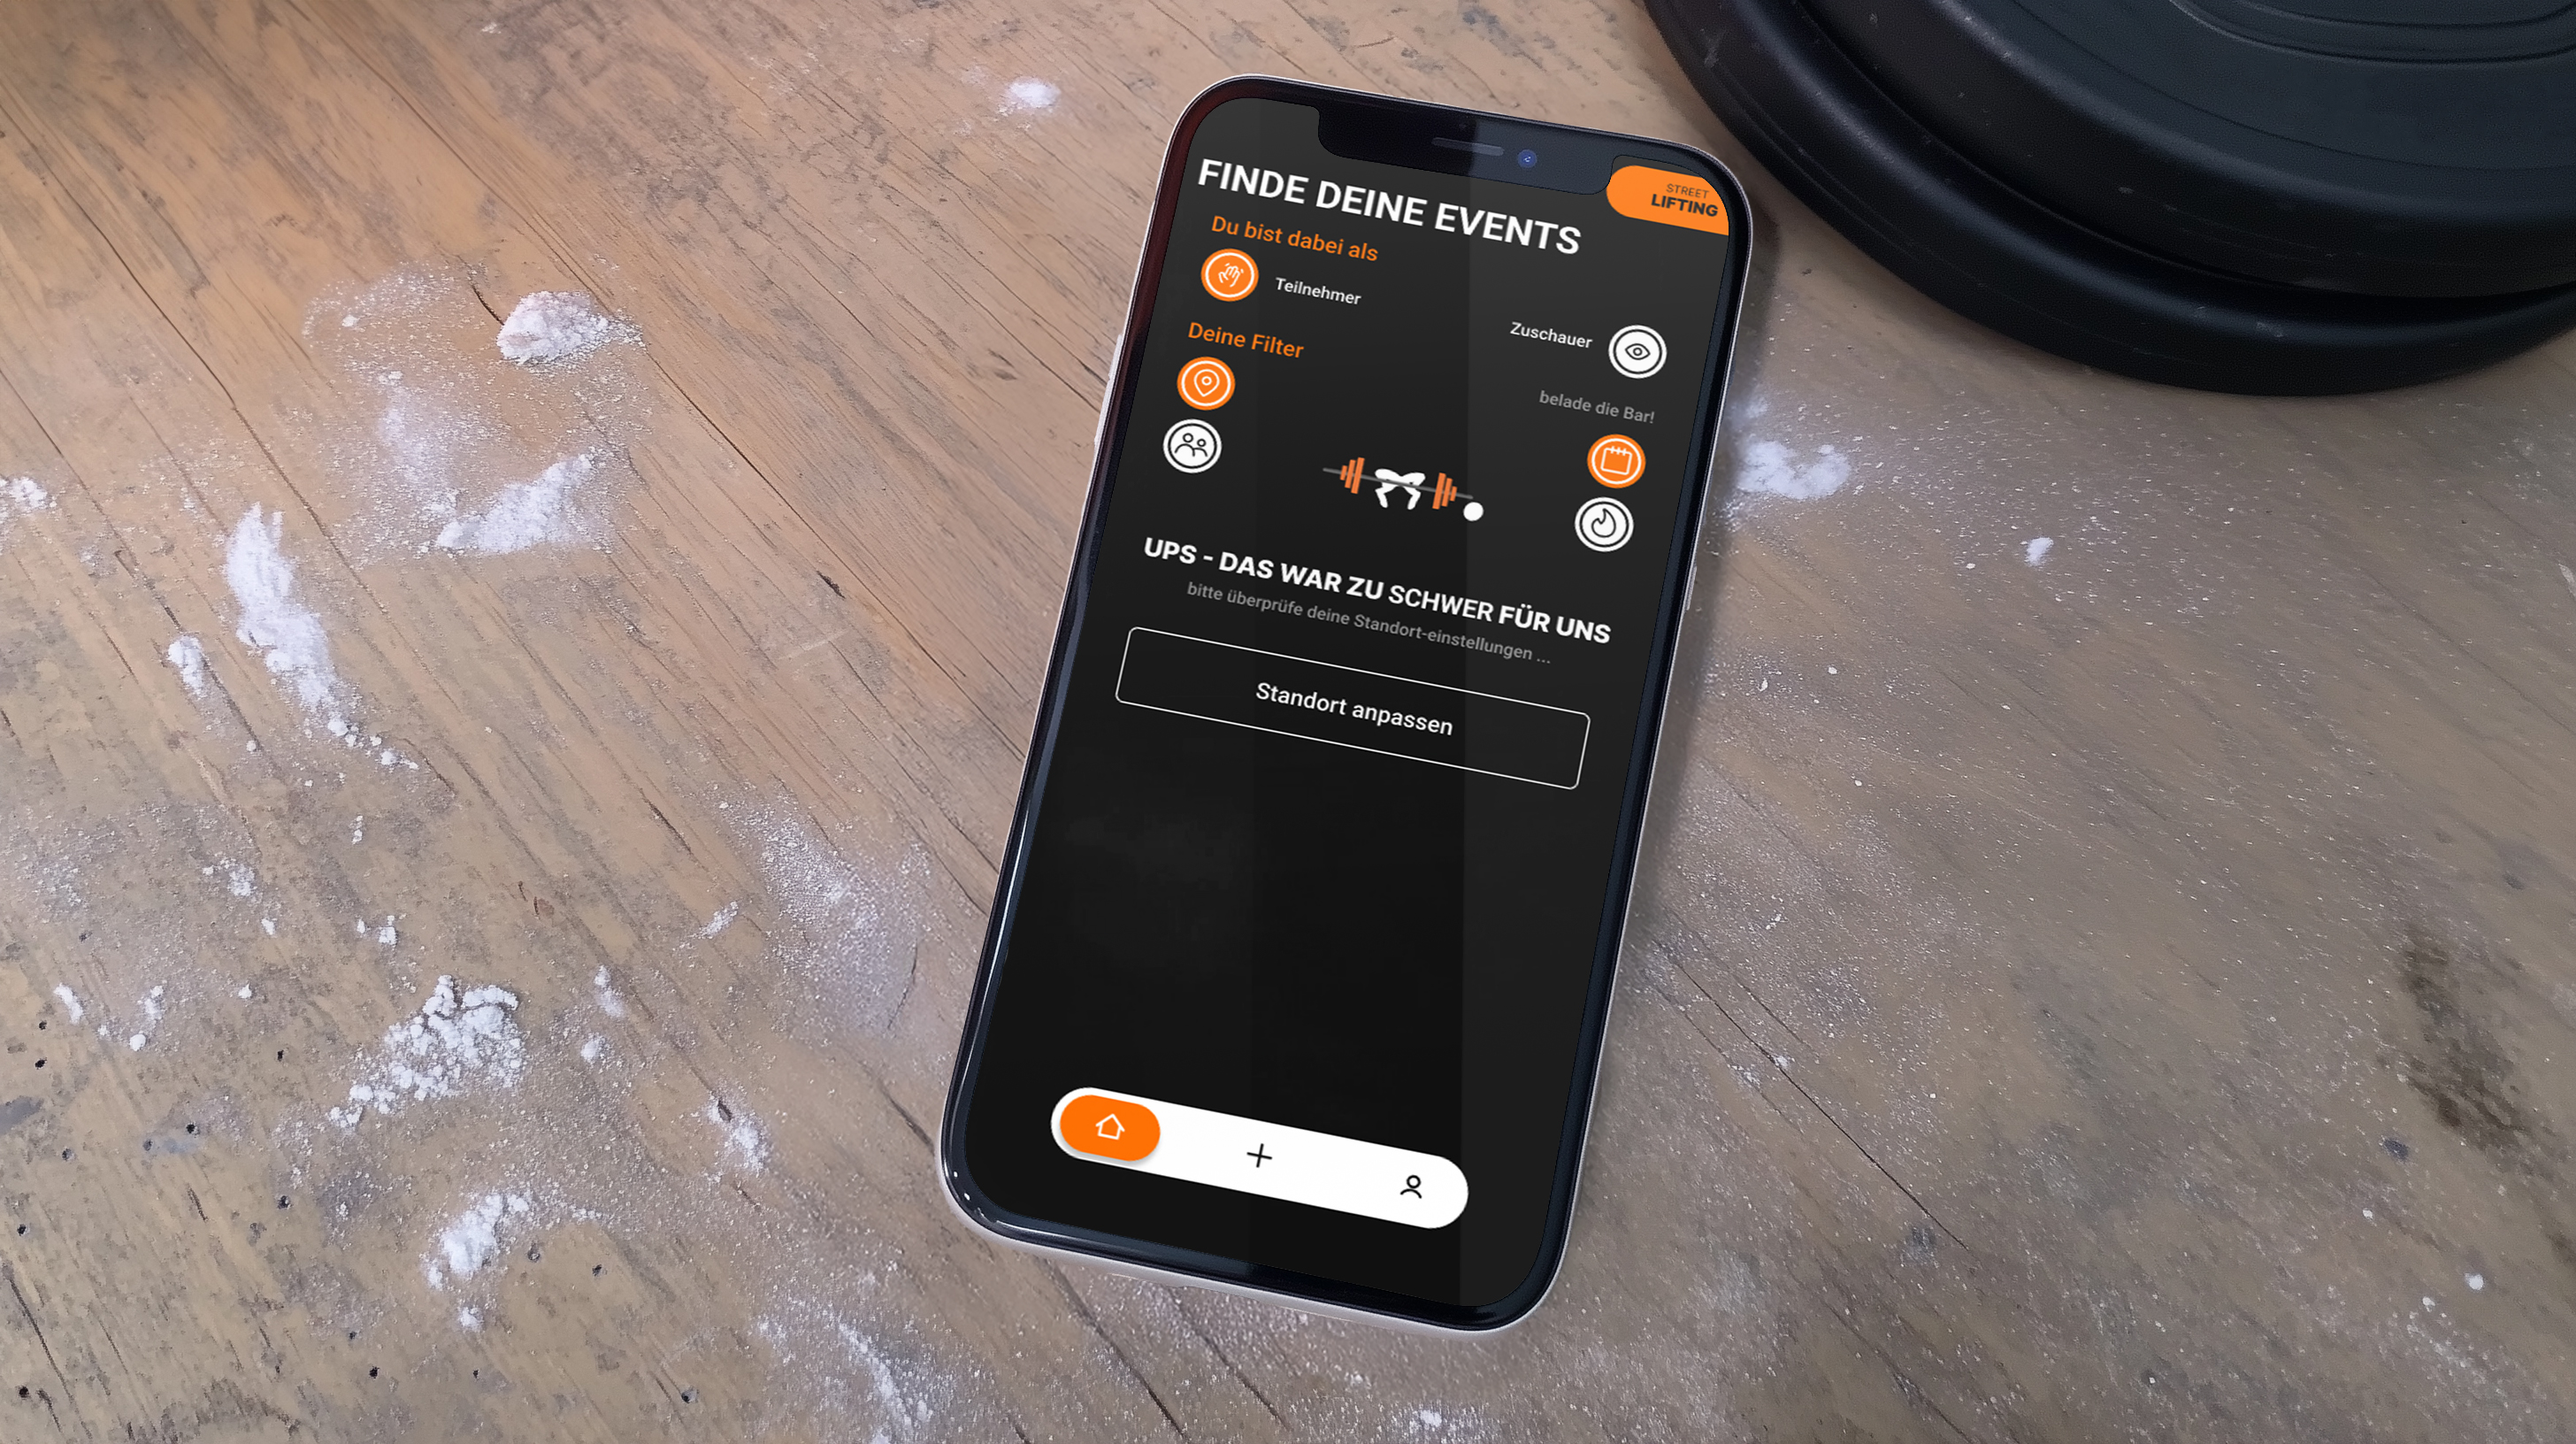 STREET
LIFTING
FINDE DEINE EVENTS
Du bist dabei als
Teilnehmer
Zuschauer
Deine Filter
belade die Bar!
UPS - DAS WAR ZU SCHWER FÜR UNS
bitte überprüfe deine Standort-einstellungen ...
Standort anpassen